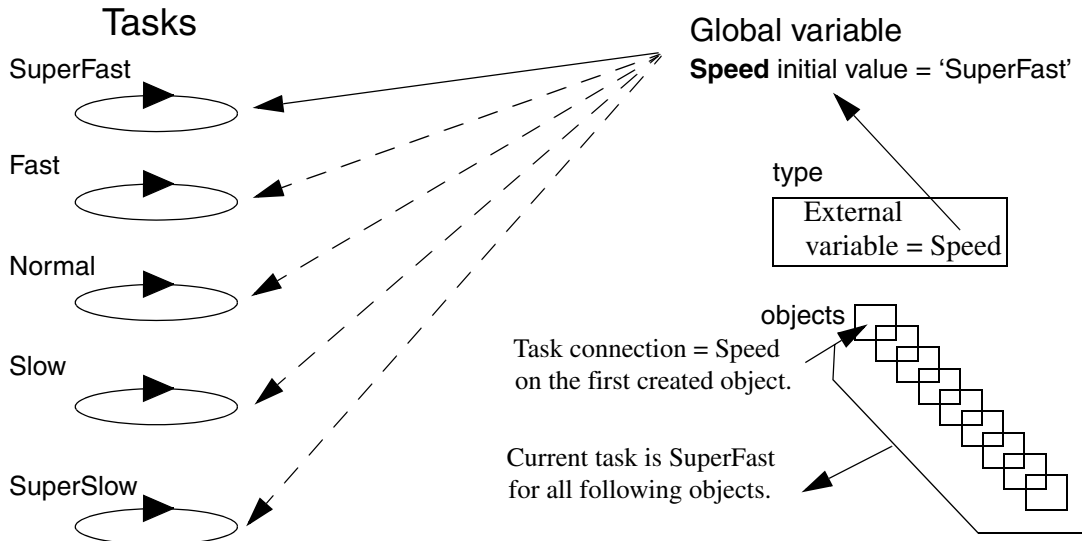 Tasks
SuperFast
Fast
Normal
Slow
SuperSlow
Global variable
Speed initial value = ‘SuperFast’
type
External
variable = Speed
objects
Task connection = Speed
on the first created object.
Current task is SuperFast
for all following objects.